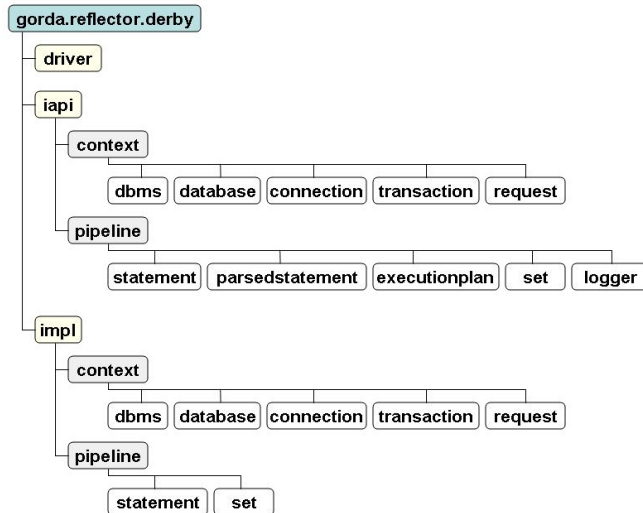 gorda.reflector.derby
driver
iapi
context
dbms database connection transaction request
pipeline
statement parsedstatement executionplan set logger
impl
context
dbms database connection transaction request
pipeline
statement set